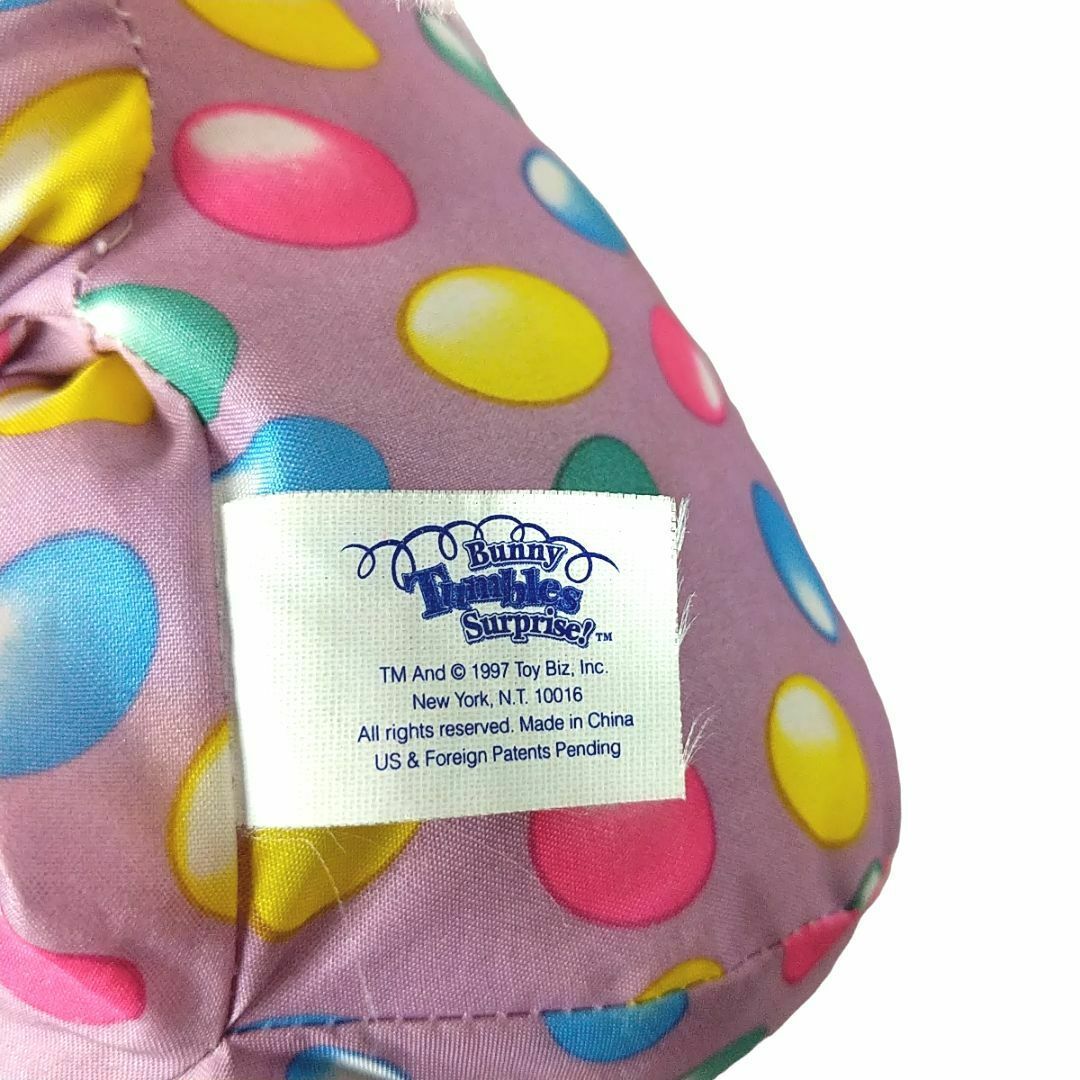 Bunny
Tumbles
Surprise!™
TM And © 1997 Toy Biz, Inc.
New York, N.T. 10016
All rights reserved. Made in China
US & Foreign Patents Pending